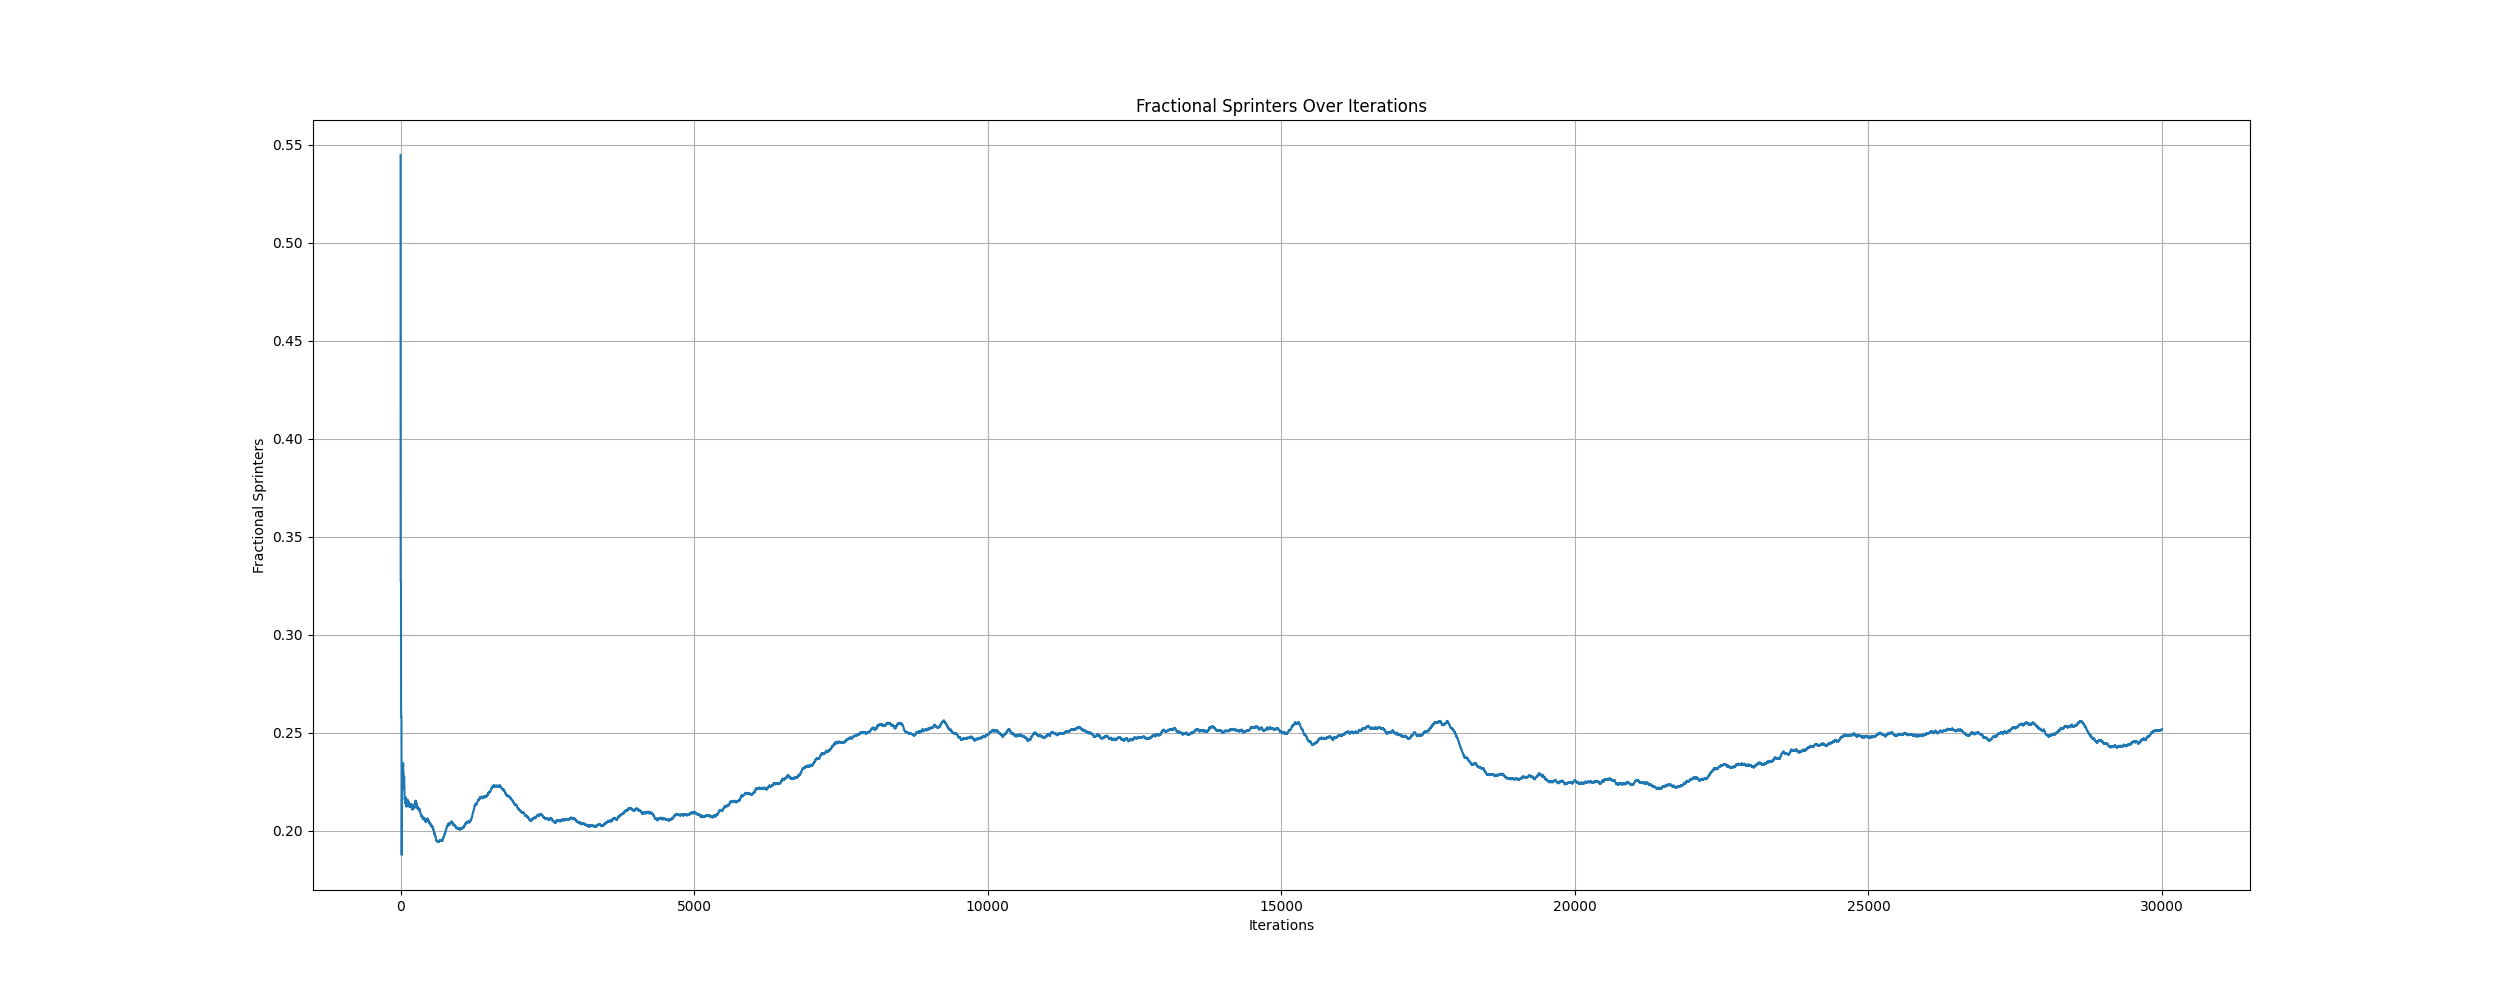 Fractional Sprinters Over Iterations
Fractional Sprinters
0.55
0.50
0.45
0.40
0.35
0.30
0.25
0.20
0 5000 10000 15000 20000 25000 30000
Iterations